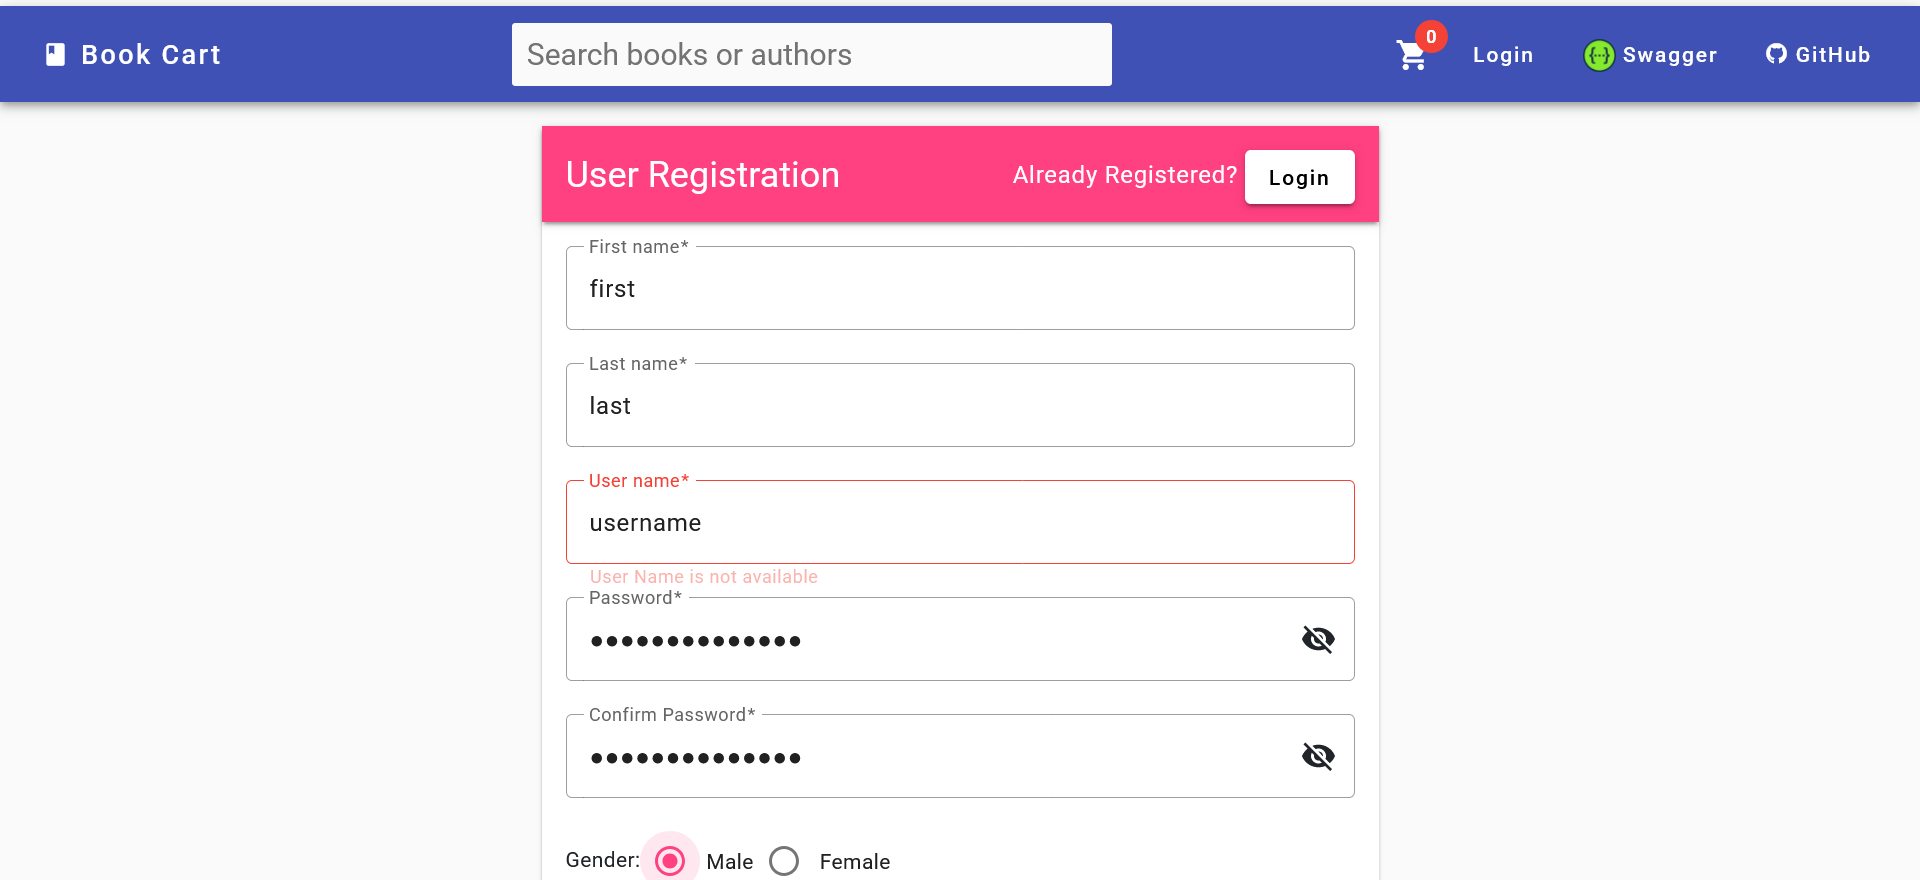 Book Cart
Search books or authors
0
Login
Swagger
GitHub
User Registration
Already Registered?
Login
First name*
first
Last name*
last
User name*
username
User Name is not available
Password*
••••••••••••••
Confirm Password*
••••••••••••••
Gender:
Male
Female